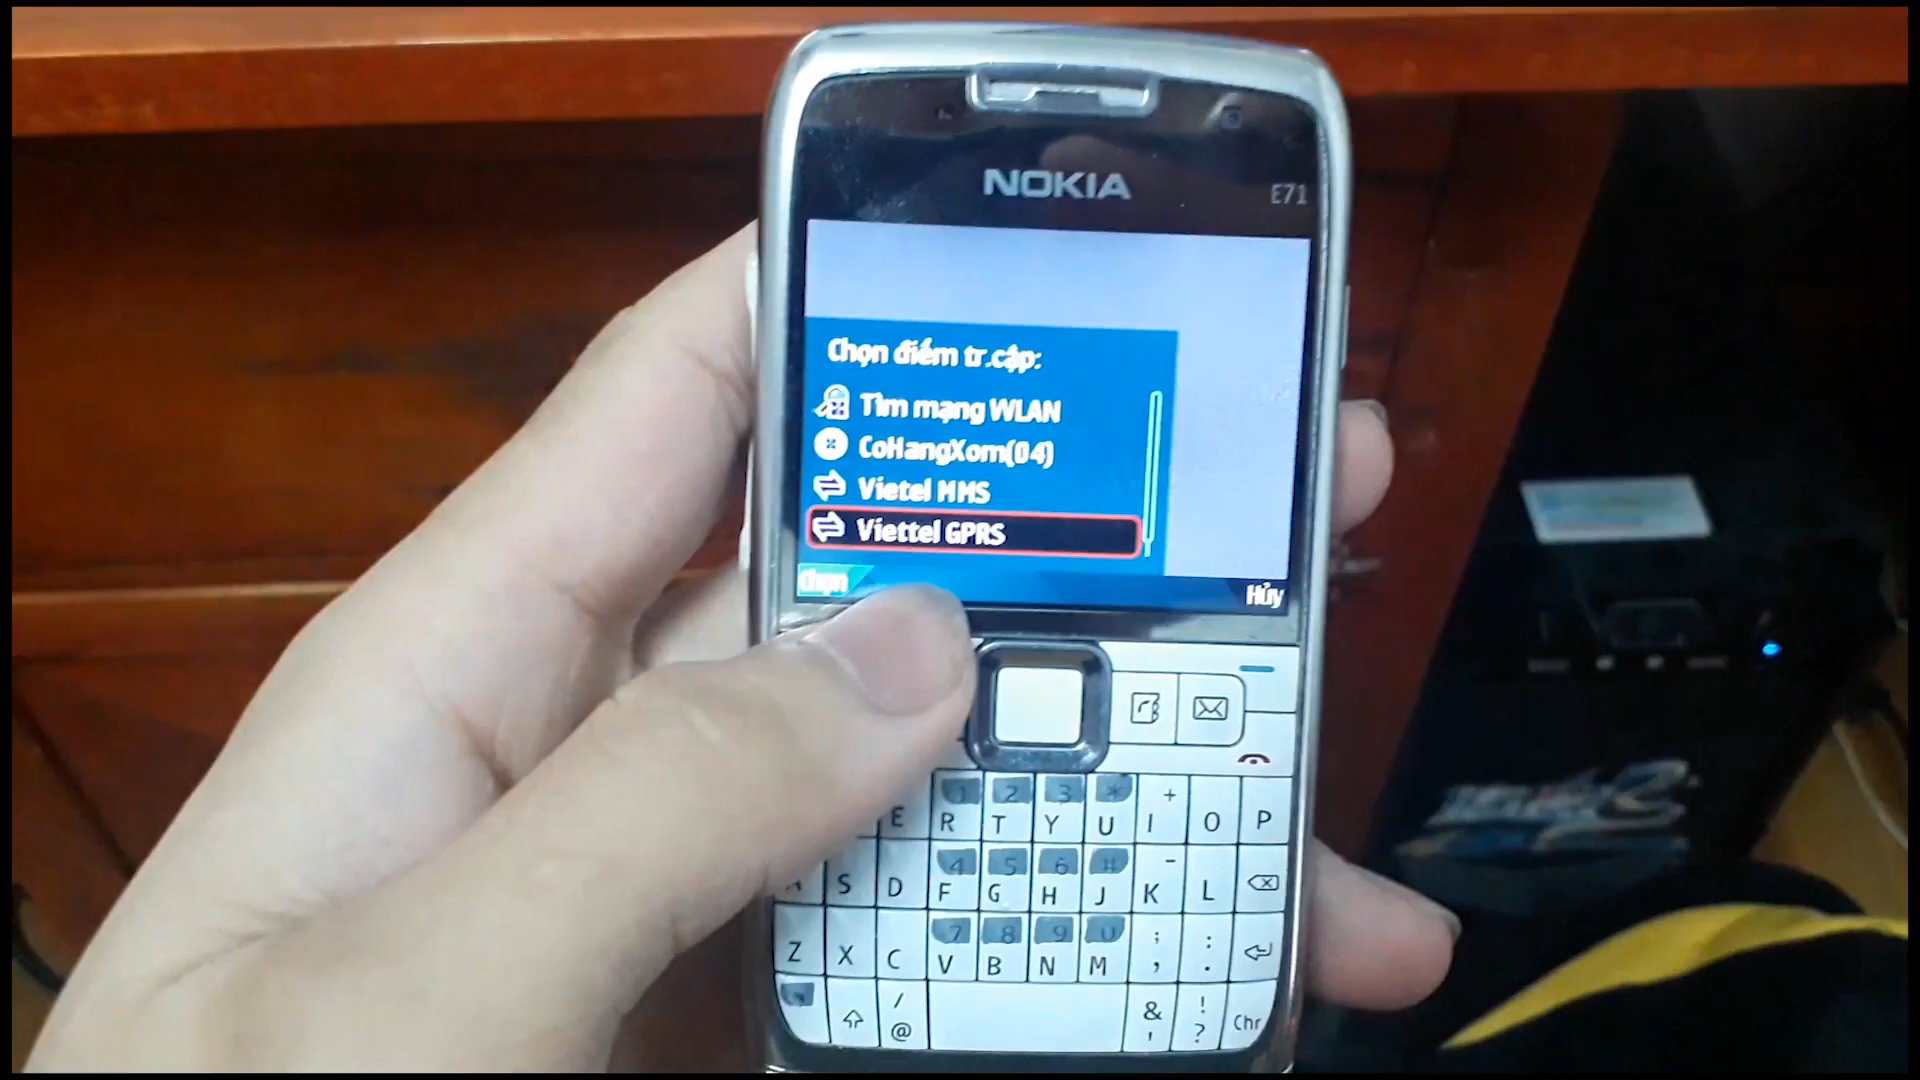 NOKIA
E71
Chọn điểm tr.cập:
Tìm mạng WLAN
CoHangXom(04)
Vietel MMS
Viettel GPRS
Chọn
Hủy
1 2 3 * +
E R T Y U I O P
4 5 6 # -
S D F G H J K L
7 8 9 0 ; :
Z X C V B N M , .
/ & !
@ ' ? Chr